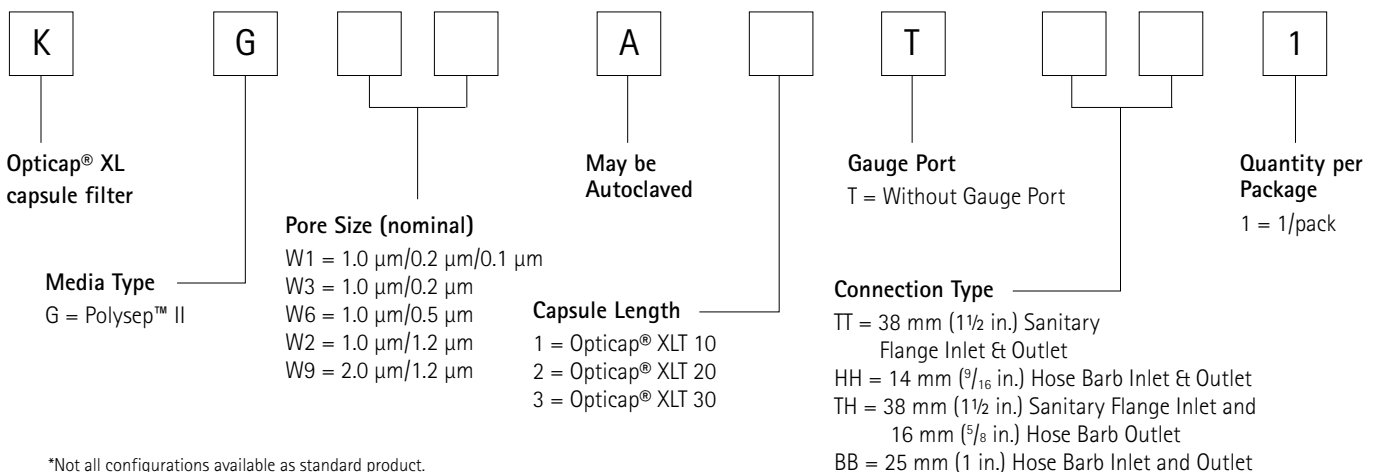 K G A T 1
Opticap® XL
capsule filter
Media Type
G = Polysep™ II
Pore Size (nominal)
W1 = 1.0 µm/0.2 µm/0.1 µm
W3 = 1.0 µm/0.2 µm
W6 = 1.0 µm/0.5 µm
W2 = 1.0 µm/1.2 µm
W9 = 2.0 µm/1.2 µm
May be
Autoclaved
Capsule Length
1 = Opticap® XLT 10
2 = Opticap® XLT 20
3 = Opticap® XLT 30
Gauge Port
T = Without Gauge Port
Connection Type
TT = 38 mm (1½ in.) Sanitary
Flange Inlet & Outlet
HH = 14 mm (9/16 in.) Hose Barb Inlet & Outlet
TH = 38 mm (1½ in.) Sanitary Flange Inlet and
16 mm (5/8 in.) Hose Barb Outlet
BB = 25 mm (1 in.) Hose Barb Inlet and Outlet
Quantity per
Package
1 = 1/pack
*Not all configurations available as standard product.